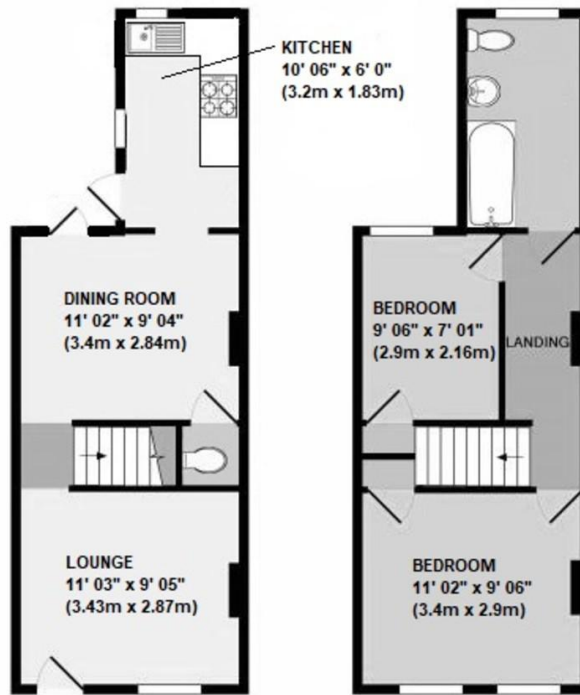 KITCHEN
10' 06" x 6' 0"
(3.2m x 1.83m)
DINING ROOM
11' 02" x 9' 04"
(3.4m x 2.84m)
BEDROOM
9' 06" x 7' 01"
(2.9m x 2.16m)
LANDING
LOUNGE
11' 03" x 9' 05"
(3.43m x 2.87m)
BEDROOM
11' 02" x 9' 06"
(3.4m x 2.9m)